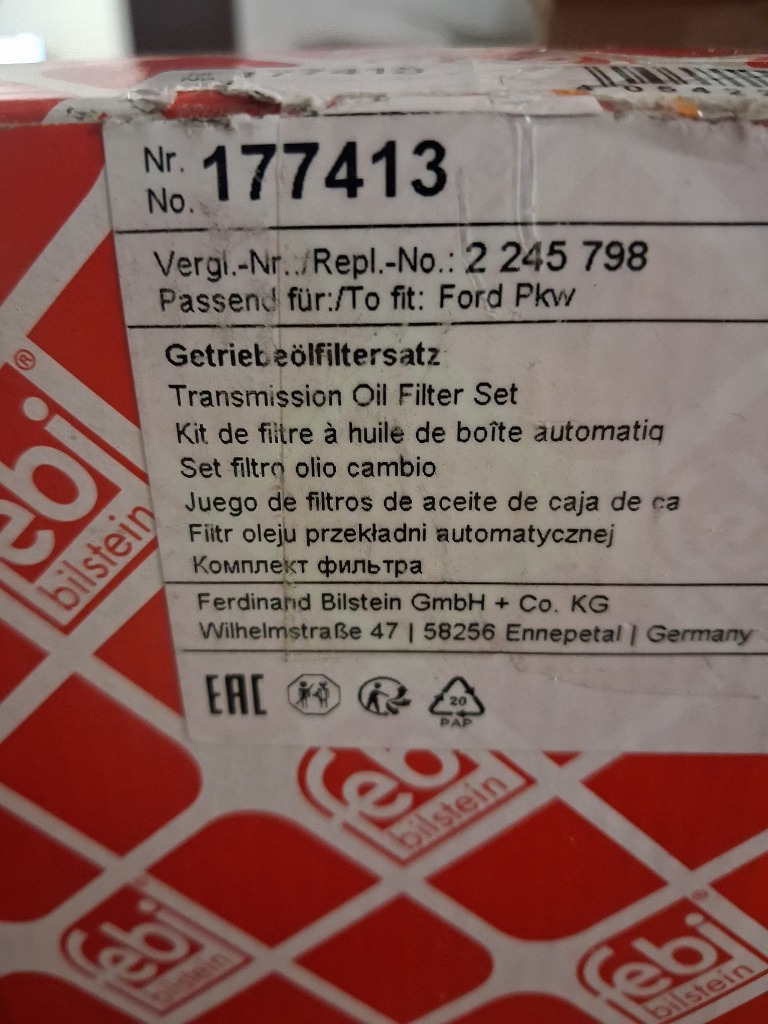 177413
Nr.
No. 177413
Vergl.-Nr../Repl.-No.: 2 245 798
Passend für:/To fit: Ford Pkw
Getriebeölfiltersatz
Transmission Oil Filter Set
Kit de filtre à huile de boîte automatiq
Set filtro olio cambio
Juego de filtros de aceite de caja de ca
Filtr oleju przekładni automatycznej
Комплект фильтра
Ferdinand Bilstein GmbH + Co. KG
Wilhelmstraße 47 | 58256 Ennepetal | Germany
EAC
20
PAP
ebi®
bilstein
febi
bilstein
febi
bilstein
febi
bilstein